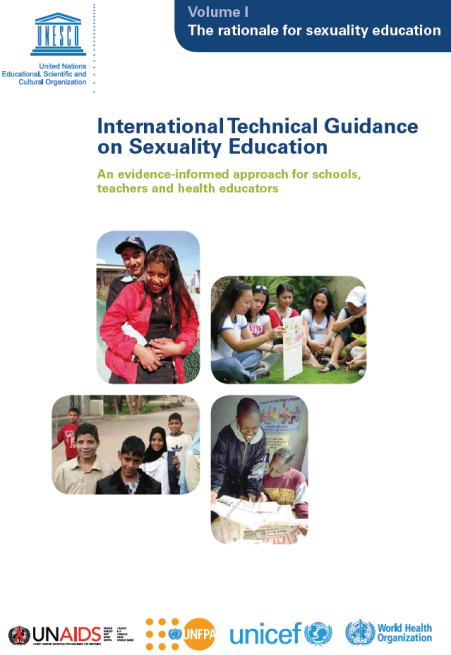 UNESCO
United Nations
Educational, Scientific and
Cultural Organization
Volume I
The rationale for sexuality education
International Technical Guidance
on Sexuality Education
An evidence-informed approach for schools,
teachers and health educators
UNAIDS
UNFPA
unicef
World Health
Organization